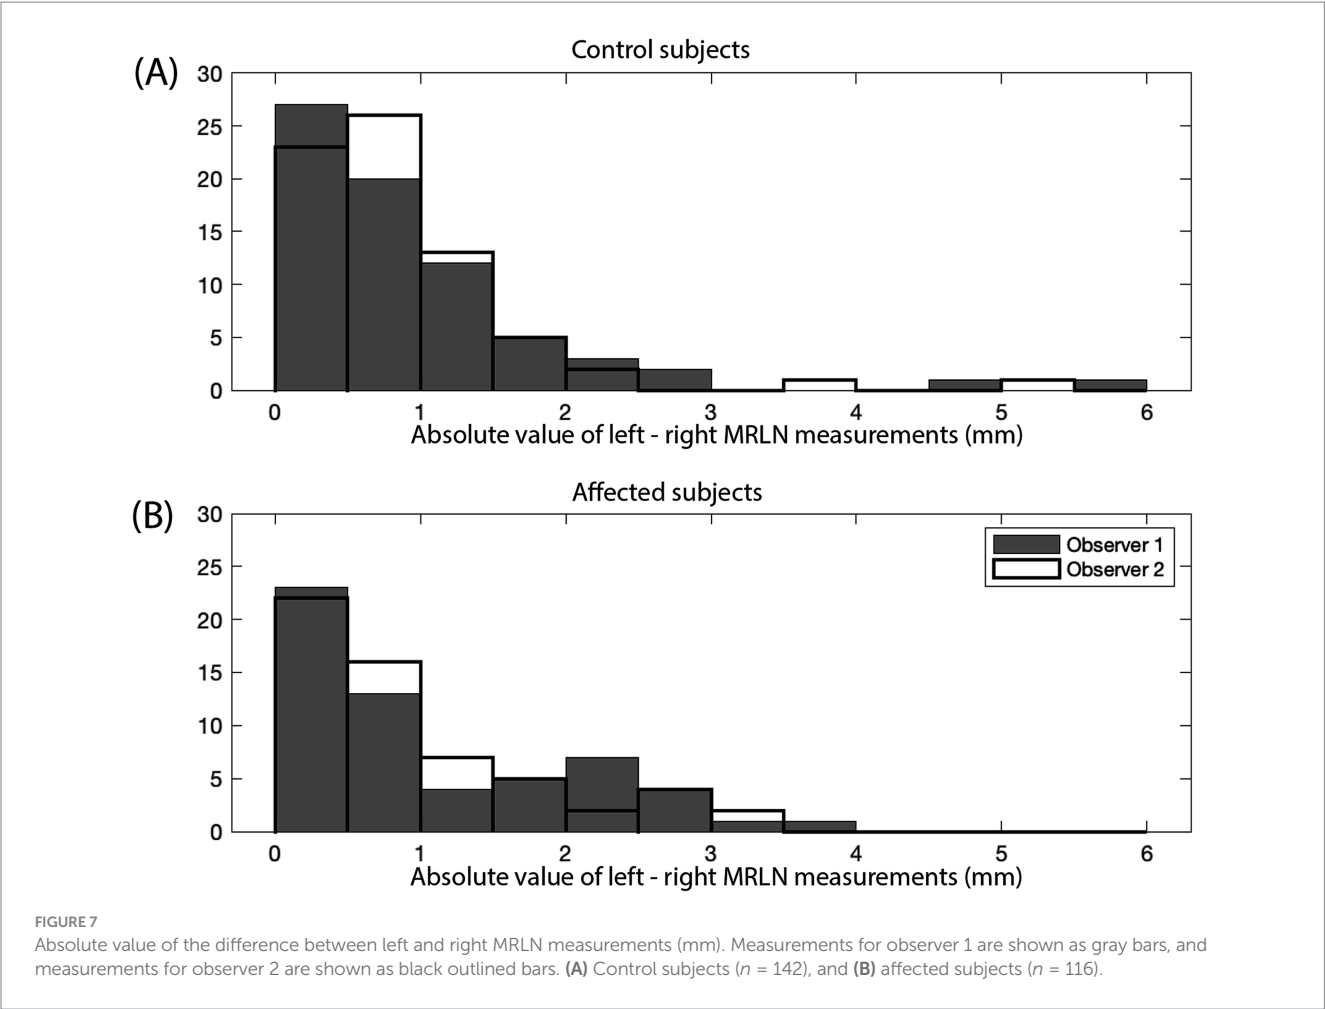 Control subjects
(A)
30
25
20
15
10
5
0
0 1 2 3 4 5 6
Absolute value of left - right MRLN measurements (mm)
Affected subjects
(B)
30
25
20
15
10
5
0
Observer 1
Observer 2
0 1 2 3 4 5 6
Absolute value of left - right MRLN measurements (mm)
FIGURE 7
Absolute value of the difference between left and right MRLN measurements (mm). Measurements for observer 1 are shown as gray bars, and
measurements for observer 2 are shown as black outlined bars. (A) Control subjects (n = 142), and (B) affected subjects (n = 116).